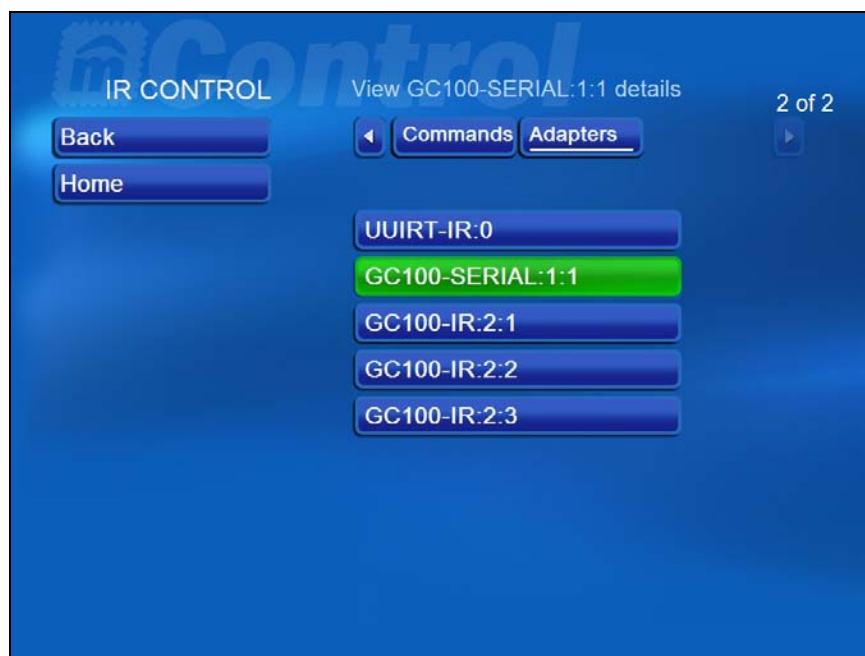 mControl
IR CONTROL
View GC100-SERIAL:1:1 details
2 of 2
Back
Commands Adapters
Home
UUIRT-IR:0
GC100-SERIAL:1:1
GC100-IR:2:1
GC100-IR:2:2
GC100-IR:2:3